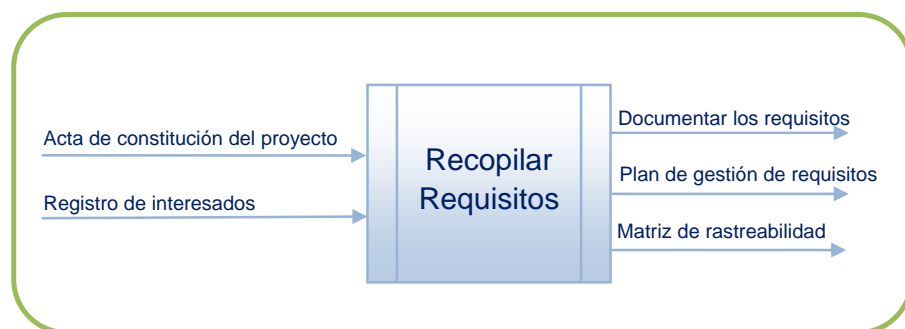 Acta de constitución del proyecto
Registro de interesados
Recopilar
Requisitos
Documentar los requisitos
Plan de gestión de requisitos
Matriz de rastreabilidad